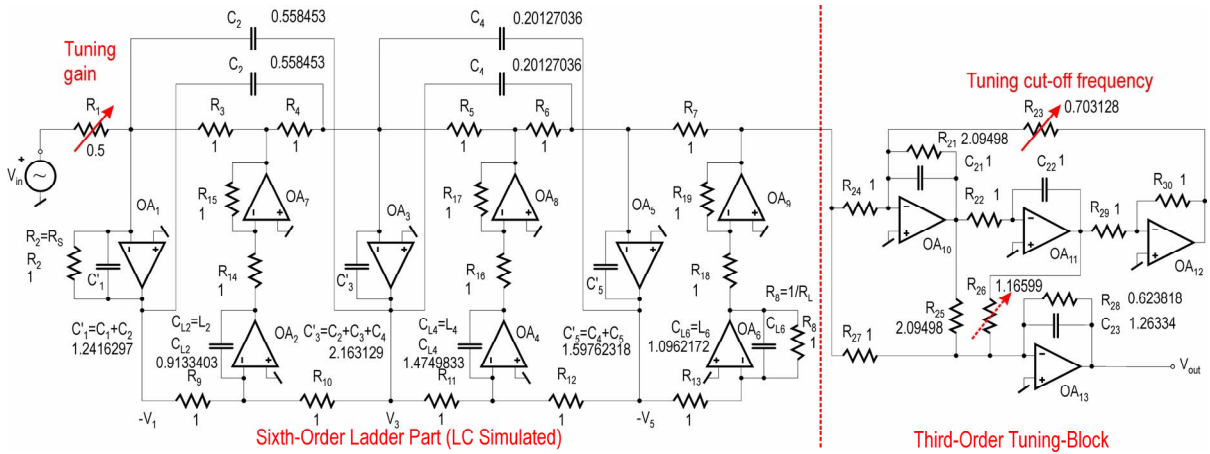 C₂ 0.558453
C₄ 0.20127036
C₂ 0.558453
C₄ 0.20127036
Tuning
gain
Tuning cut-off frequency
R₁
0.5
R₃
1
R₄
1
R₅
1
R₆
1
R₇
1
R₂₃
0.703128
R₂₁ 2.09498
C₂₁ 1
C₂₂ 1
Vin
+
~
R₁₅
1
OA₇
R₁₇
1
OA₈
R₁₉
1
OA₉
R₂₄ 1
R₂₂ 1
R₃₀ 1
R₂₉ 1
OA₁₀
OA₁₁
OA₁₂
OA₁
OA₃
OA₅
R₂=RS
R₂
1
C'₁
C'₃
C'₅
R₁₄
1
R₁₆
1
R₁₈
1
R₈=1/RL
R₂₅
2.09498
R₂₆
1.16599
R₂₈
0.623818
C₂₃ 1.26334
C'₁=C₁+C₂
1.2416297
CL2=L₂
CL2
0.9133403
OA₂
C'₃=C₂+C₃+C₄
2.163129
CL4=L₄
CL4
1.4749833
OA₄
C'₅=C₄+C₅
1.59762318
CL6=L₆
1.0962172
OA₆
CL6
R₈
1
R₂₇ 1
OA₁₃
Vout
R₉
1
R₁₀
1
R₁₁
1
R₁₂
1
R₁₃
1
-V₁
V₃
-V₅
Sixth-Order Ladder Part (LC Simulated)
Third-Order Tuning-Block